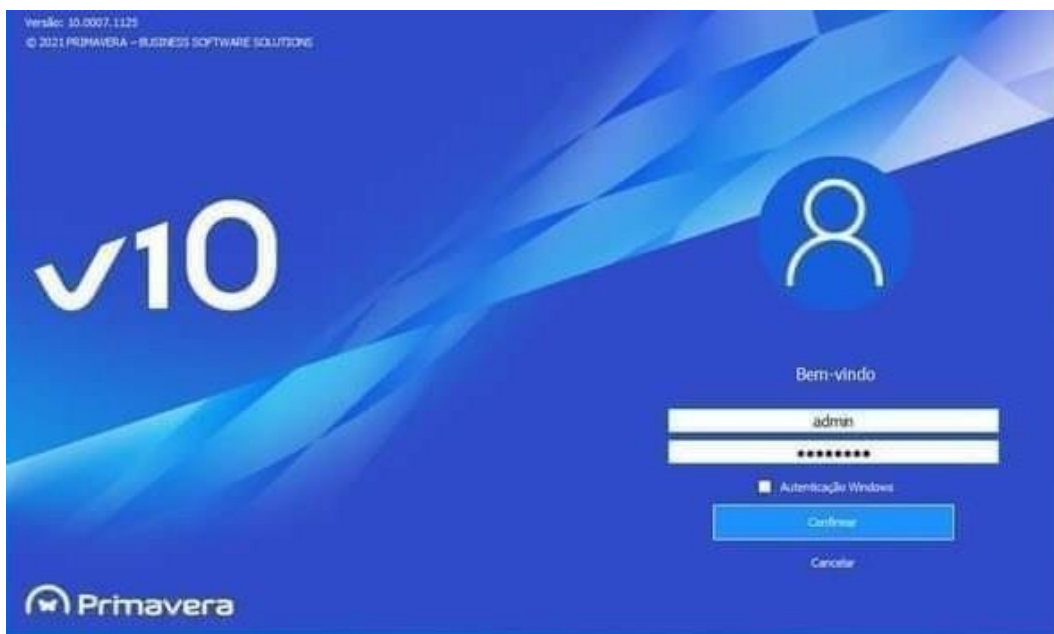 Versão: 10.0007.1125
© 2021 PRIMAVERA – BUSINESS SOFTWARE SOLUTIONS
v10
Bem-vindo
admin
••••••••
Autenticação Windows
Confirmar
Cancelar
Primavera